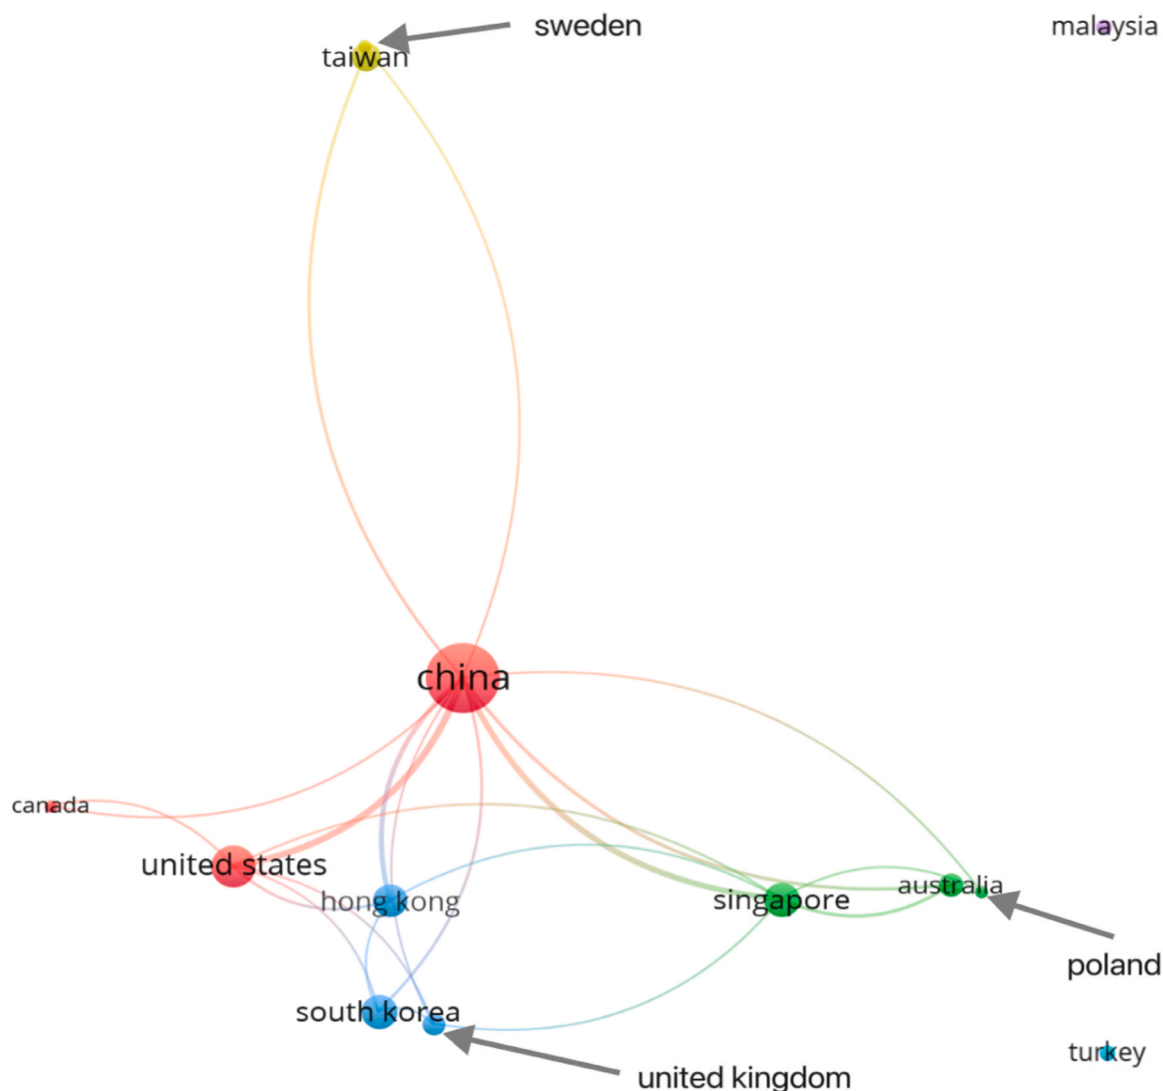 sweden
malaysia
taiwan
china
canada
united states
hong kong
singapore
australia
poland
south korea
turkey
united kingdom